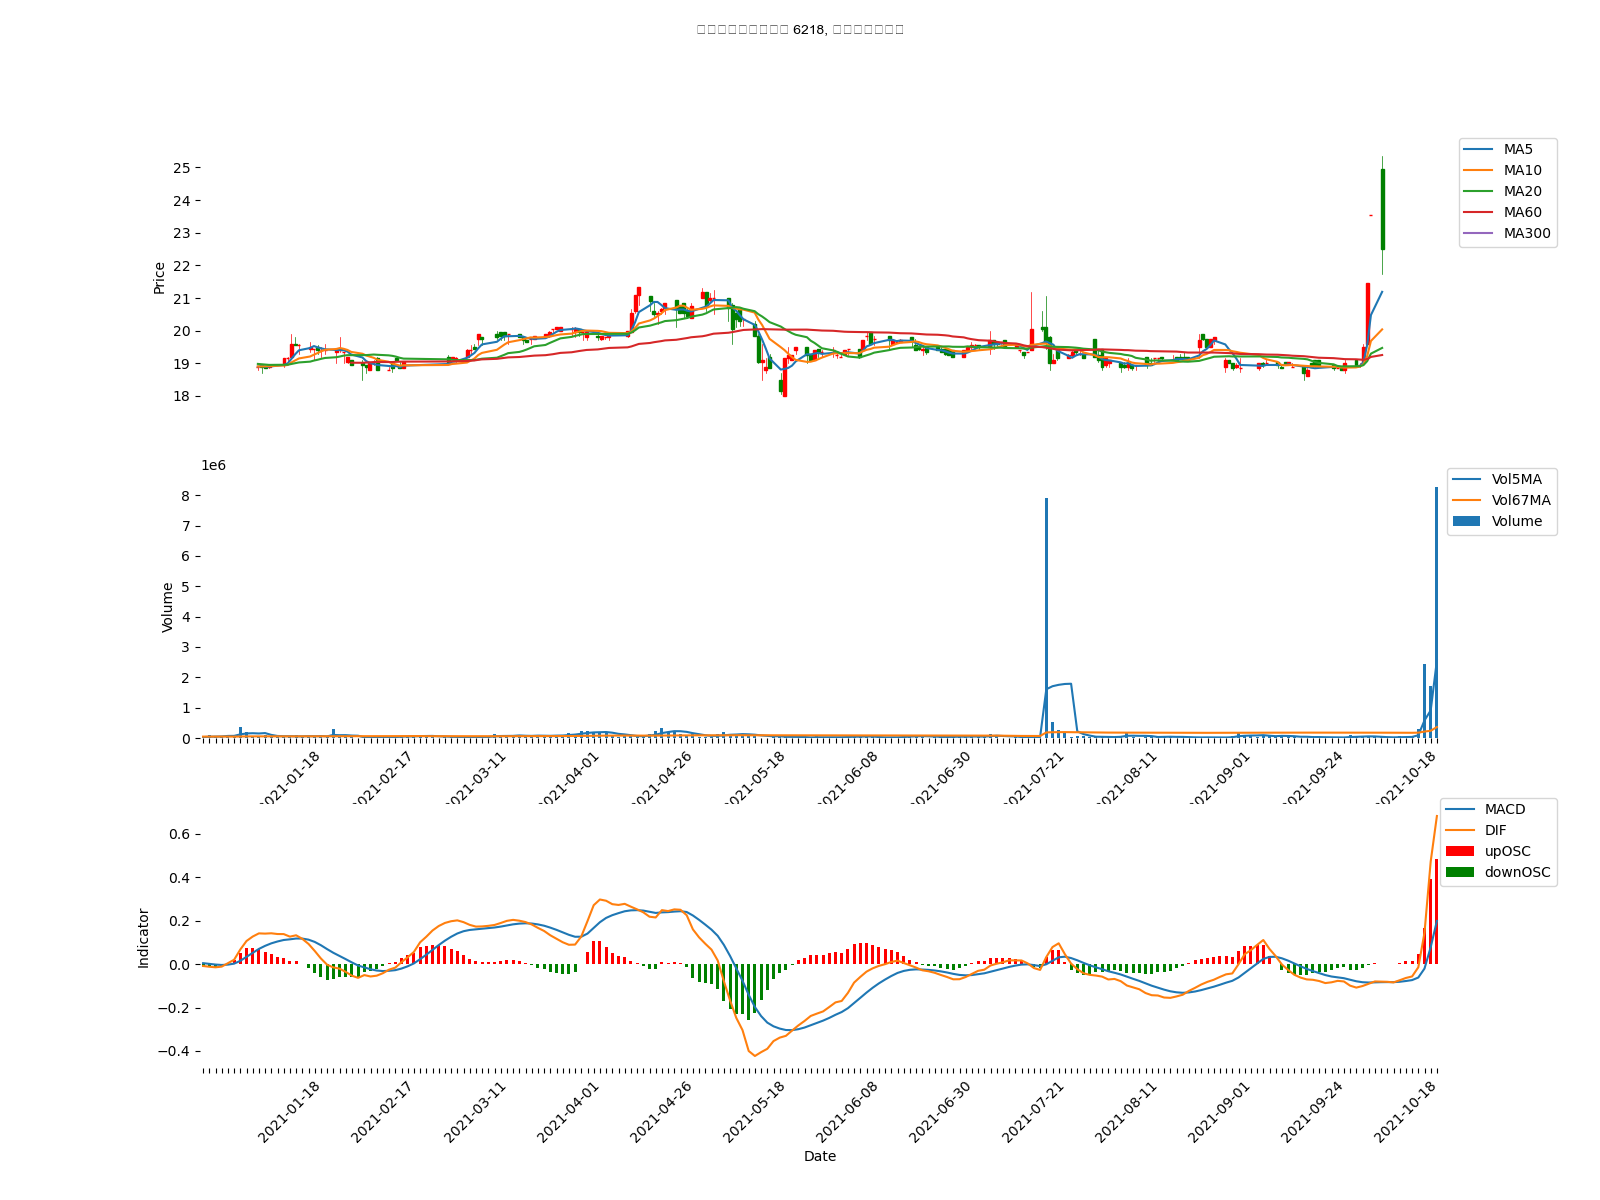 6218,
25
24
23
22
21
20
19
18
Price
MA5
MA10
MA20
MA60
MA300
1e6
8
7
6
5
4
3
2
1
0
Volume
Vol5MA
Vol67MA
Volume
2021-01-18
2021-02-17
2021-03-11
2021-04-01
2021-04-26
2021-05-18
2021-06-08
2021-06-30
2021-07-21
2021-08-11
2021-09-01
2021-09-24
2021-10-18
0.6
0.4
0.2
0.0
−0.2
−0.4
Indicator
MACD
DIF
upOSC
downOSC
2021-01-18
2021-02-17
2021-03-11
2021-04-01
2021-04-26
2021-05-18
2021-06-08
2021-06-30
2021-07-21
2021-08-11
2021-09-01
2021-09-24
2021-10-18
Date